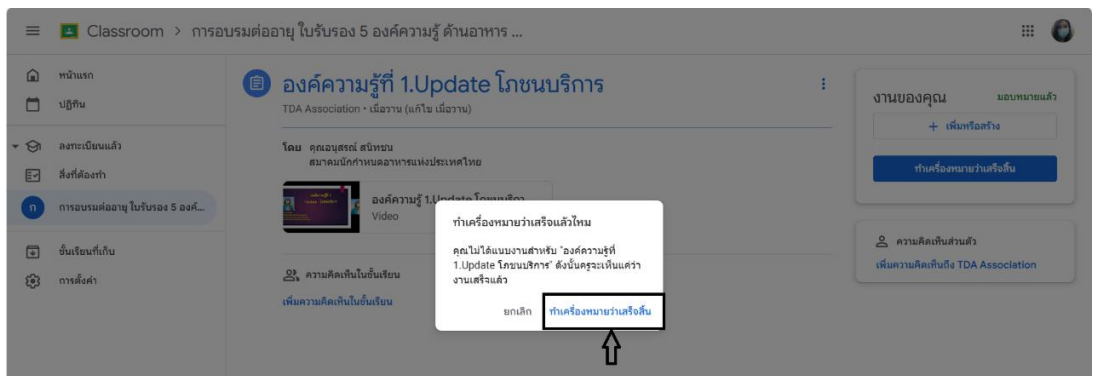 Classroom > การอบรมต่ออายุ ใบรับรอง 5 องค์ความรู้ ด้านอาหาร ...
หน้าแรก
ปฏิทิน
ลงทะเบียนแล้ว
สิ่งที่ต้องทำ
ก การอบรมต่ออายุ ใบรับรอง 5 องค์...
ชั้นเรียนที่เก็บ
การตั้งค่า
องค์ความรู้ที่ 1.Update โภชนบริการ
TDA Association • เมื่อวาน (แก้ไข เมื่อวาน)
โดย คุณอนุสรณ์ สนิทชน
สมาคมนักกำหนดอาหารแห่งประเทศไทย
องค์ความรู้ 1.Update โภชนบริกา...
Video
ความคิดเห็นในชั้นเรียน
เพิ่มความคิดเห็นในชั้นเรียน
ทำเครื่องหมายว่าเสร็จแล้วไหม
คุณไม่ได้แนบงานสำหรับ "องค์ความรู้ที่
1.Update โภชนบริการ" ดังนั้นครูจะเห็นแค่ว่า
งานเสร็จแล้ว
ยกเลิก ทำเครื่องหมายว่าเสร็จสิ้น
งานของคุณ มอบหมายแล้ว
+ เพิ่มหรือสร้าง
ทำเครื่องหมายว่าเสร็จสิ้น
ความคิดเห็นส่วนตัว
เพิ่มความคิดเห็นถึง TDA Association